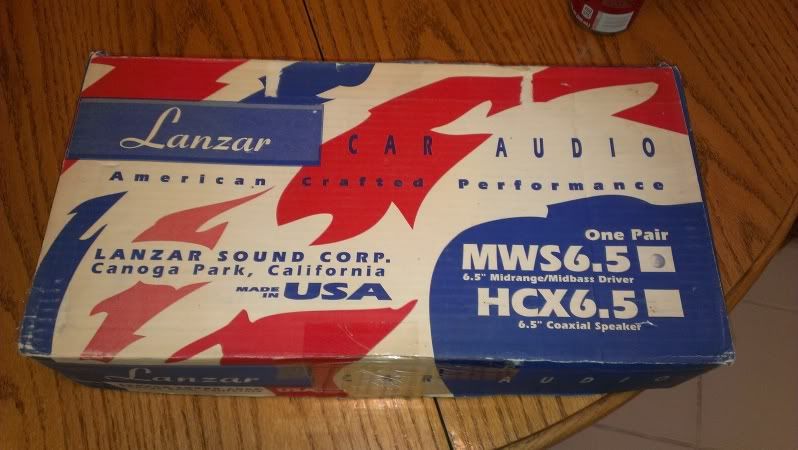 Lanzar CAR AUDIO
American Crafted Performance
LANZAR SOUND CORP.
Canoga Park, California
MADE IN USA
One Pair
MWS6.5
6.5" Midrange/Midbass Driver
HCX6.5
6.5" Coaxial Speaker
Lanzar CAR AUDIO